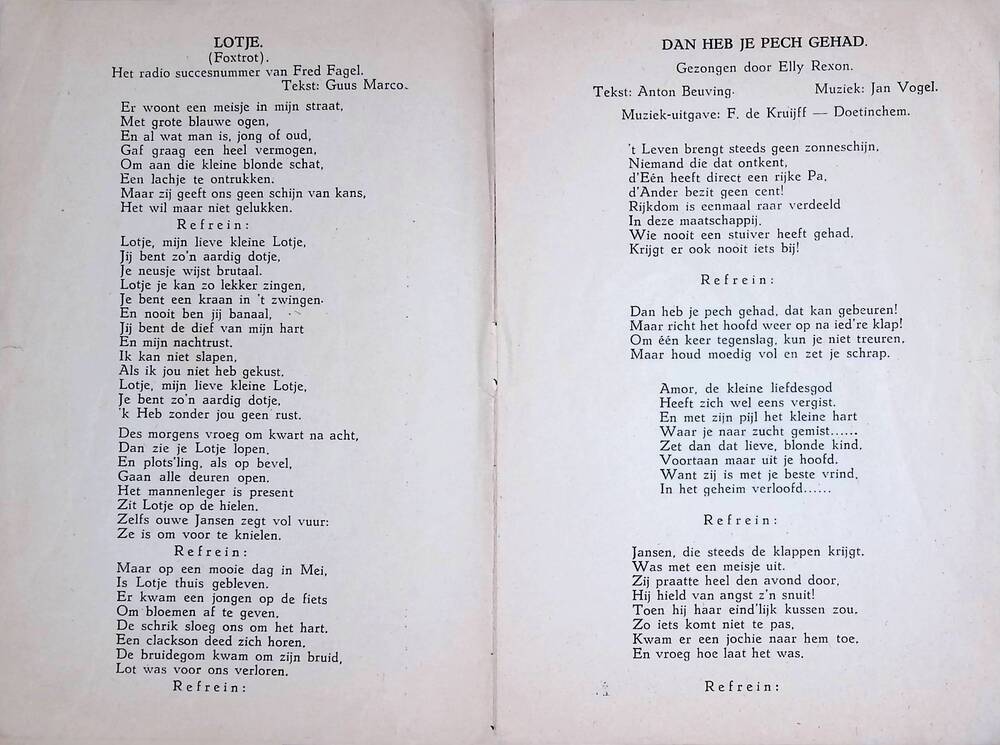 LOTJE.
(Foxtrot).
Het radio succesnummer van Fred Fagel.
Tekst: Guus Marco.
Er woont een meisje in mijn straat,
Met grote blauwe ogen,
En al wat man is, jong of oud,
Gaf graag een heel vermogen,
Om aan die kleine blonde schat,
Een lachje te ontrukken.
Maar zij geeft ons geen schijn van kans,
Het wil maar niet gelukken.
Refrein:
Lotje, mijn lieve kleine Lotje,
Jij bent zo'n aardig dotje,
Je neusje wijst brutaal.
Lotje je kan zo lekker zingen,
Je bent een kraan in 't zwingen.
En nooit ben jij banaal,
Jij bent de dief van mijn hart
En mijn nachtrust.
Ik kan niet slapen,
Als ik jou niet heb gekust.
Lotje, mijn lieve kleine Lotje,
Je bent zo'n aardig dotje,
'k Heb zonder jou geen rust.
Des morgens vroeg om kwart na acht,
Dan zie je Lotje lopen.
En plots'ling, als op bevel,
Gaan alle deuren open.
Het mannenleger is present
Zit Lotje op de hielen.
Zelfs ouwe Jansen zegt vol vuur:
Ze is om voor te knielen.
Refrein:
Maar op een mooie dag in Mei,
Is Lotje thuis gebleven.
Er kwam een jongen op de fiets
Om bloemen af te geven.
De schrik sloeg ons om het hart.
Een clackson deed zich horen.
De bruidegom kwam om zijn bruid,
Lot was voor ons verloren.
Refrein:
DAN HEB JE PECH GEHAD.
Gezongen door Elly Rexon.
Tekst: Anton Beuving. Muziek: Jan Vogel.
Muziek-uitgave: F. de Kruijff — Doetinchem.
't Leven brengt steeds geen zonneschijn,
Niemand die dat ontkent,
d'Eén heeft direct een rijke Pa,
d'Ander bezit geen cent!
Rijkdom is eenmaal raar verdeeld
In deze maatschappij.
Wie nooit een stuiver heeft gehad,
Krijgt er ook nooit iets bij!
Refrein:
Dan heb je pech gehad, dat kan gebeuren!
Maar richt het hoofd weer op na ied're klap!
Om één keer tegenslag, kun je niet treuren.
Maar houd moedig vol en zet je schrap.
Amor, de kleine liefdesgod
Heeft zich wel eens vergist.
En met zijn pijl het kleine hart
Waar je naar zucht gemist......
Zet dan dat lieve, blonde kind.
Voortaan maar uit je hoofd.
Want zij is met je beste vrind,
In het geheim verloofd......
Refrein:
Jansen, die steeds de klappen krijgt.
Was met een meisje uit.
Zij praatte heel den avond door,
Hij hield van angst z'n snuit!
Toen hij haar eind'lijk kussen zou,
Zo iets komt niet te pas,
Kwam er een jochie naar hem toe.
En vroeg hoe laat het was.
Refrein: